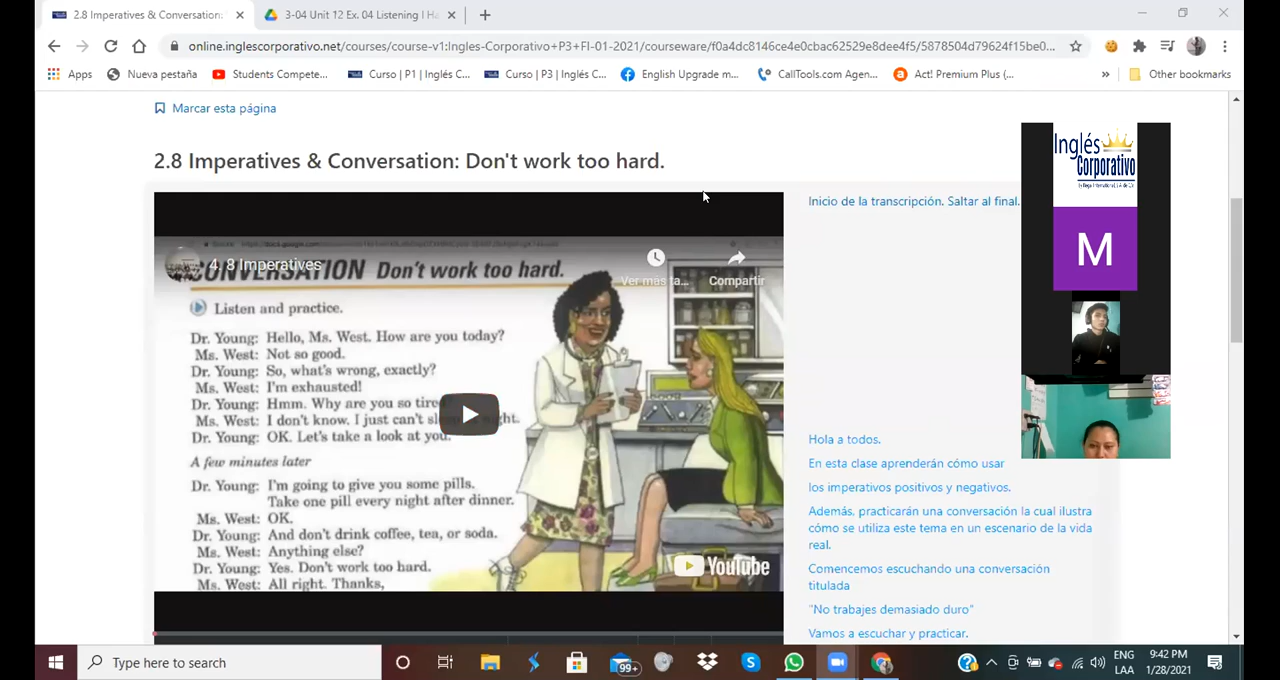 2.8 Imperatives & Conversation:
3-04 Unit 12 Ex. 04 Listening I Ha
online.inglescorporativo.net/courses/course-v1:Ingles-Corporativo+P3+FI-01-2021/courseware/f0a4dc8146ce4e0cbac62529e8dee4f5/5878504d79624f15be0...
Apps
Nueva pestaña
Students Compete...
Curso | P1 | Inglés C...
Curso | P3 | Inglés C...
English Upgrade m...
CallTools.com Agen...
Act! Premium Plus (...
»
Other bookmarks
Marcar esta página
2.8 Imperatives & Conversation: Don't work too hard.
Inglés
Corporativo
M
4. 8 Imperatives
CONVERSATION Don't work too hard.
Ver más ta...
Compartir
Listen and practice.
Dr. Young: Hello, Ms. West. How are you today?
Ms. West: Not so good.
Dr. Young: So, what's wrong, exactly?
Ms. West: I'm exhausted!
Dr. Young: Hmm. Why are you so tire
Ms. West: I don't know. I just can't sl ght.
Dr. Young: OK. Let's take a look at you.
A few minutes later
Dr. Young: I'm going to give you some pills.
Take one pill every night after dinner.
Ms. West: OK.
Dr. Young: And don't drink coffee, tea, or soda.
Ms. West: Anything else?
Dr. Young: Yes. Don't work too hard.
Ms. West: All right. Thanks,
YouTube
Inicio de la transcripción. Saltar al final.
Hola a todos.
En esta clase aprenderán cómo usar
los imperativos positivos y negativos.
Además, practicarán una conversación la cual ilustra
cómo se utiliza este tema en un escenario de la vida
real.
Comencemos escuchando una conversación
titulada
"No trabajes demasiado duro"
Vamos a escuchar y practicar.
Type here to search
99+
ENG
LAA
9:42 PM
1/28/2021